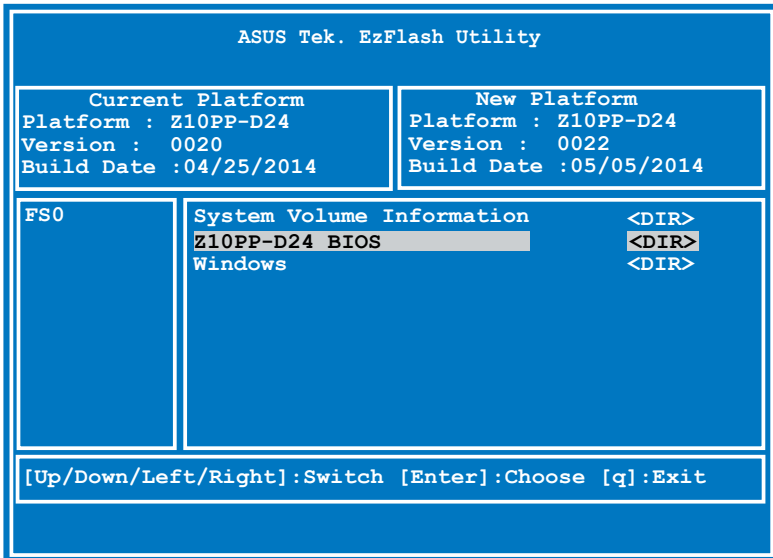 ASUS Tek. EzFlash Utility
Current Platform
Platform : Z10PP-D24
Version : 0020
Build Date :04/25/2014
New Platform
Platform : Z10PP-D24
Version : 0022
Build Date :05/05/2014
FS0
System Volume Information <DIR>
Z10PP-D24 BIOS <DIR>
Windows <DIR>
[Up/Down/Left/Right]:Switch [Enter]:Choose [q]:Exit